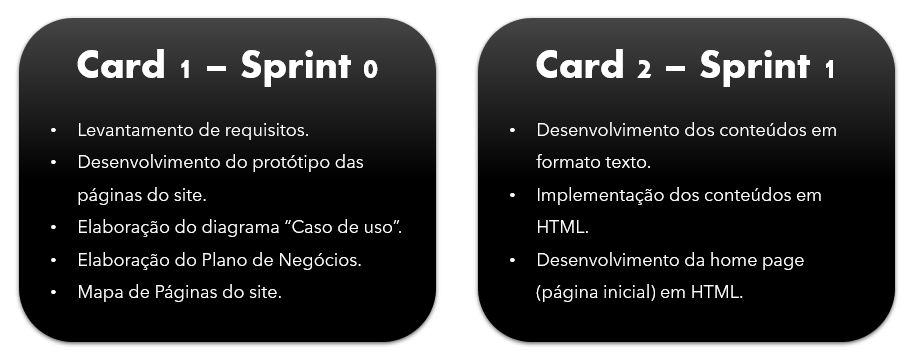 Card 1 – Sprint 0
• Levantamento de requisitos.
• Desenvolvimento do protótipo das
páginas do site.
• Elaboração do diagrama “Caso de uso”.
• Elaboração do Plano de Negócios.
• Mapa de Páginas do site.
Card 2 – Sprint 1
• Desenvolvimento dos conteúdos em
formato texto.
• Implementação dos conteúdos em
HTML.
• Desenvolvimento da home page
(página inicial) em HTML.